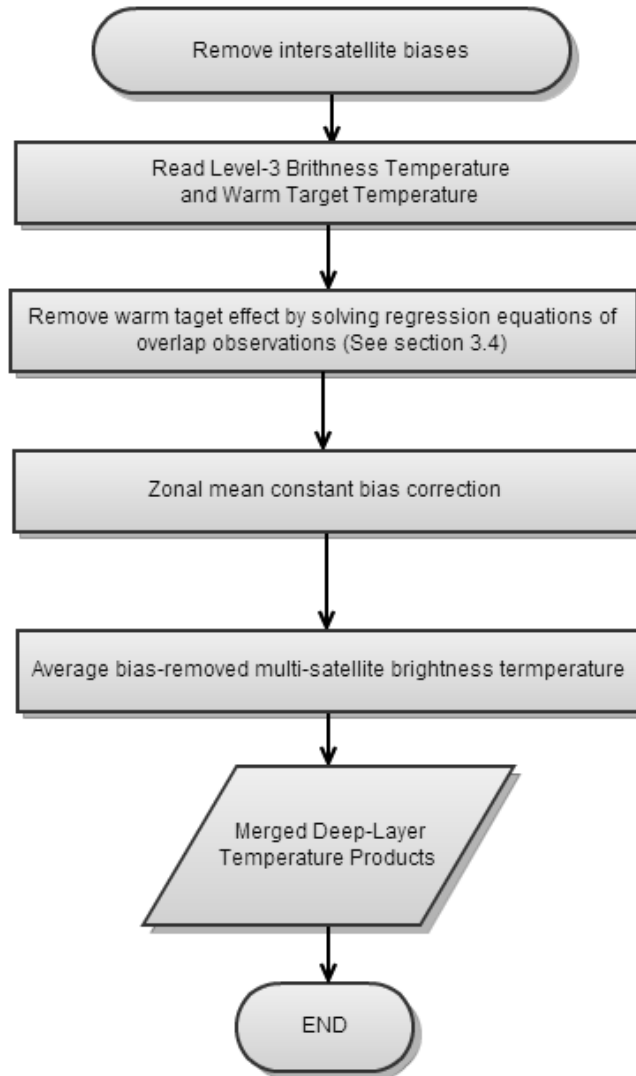 Remove intersatellite biases
Read Level-3 Brithness Temperature
and Warm Target Temperature
Remove warm taget effect by solving regression equations of
overlap observations (See section 3.4)
Zonal mean constant bias correction
Average bias-removed multi-satellite brightness termperature
Merged Deep-Layer
Temperature Products
END